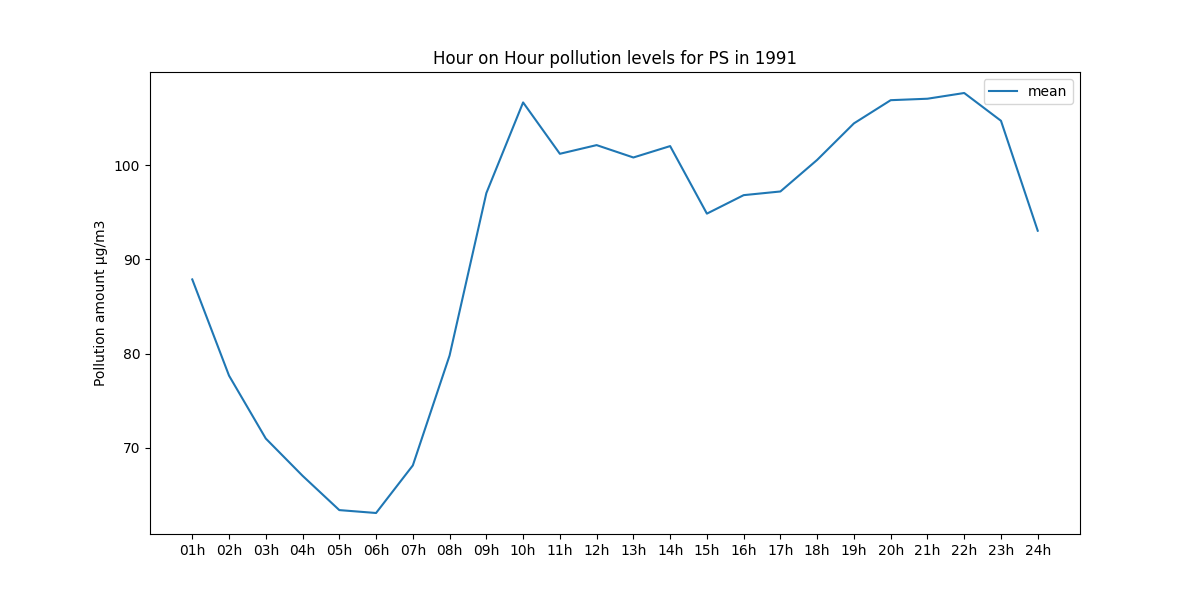 Hour on Hour pollution levels for PS in 1991
mean
Pollution amount µg/m3
100
90
80
70
01h 02h 03h 04h 05h 06h 07h 08h 09h 10h 11h 12h 13h 14h 15h 16h 17h 18h 19h 20h 21h 22h 23h 24h